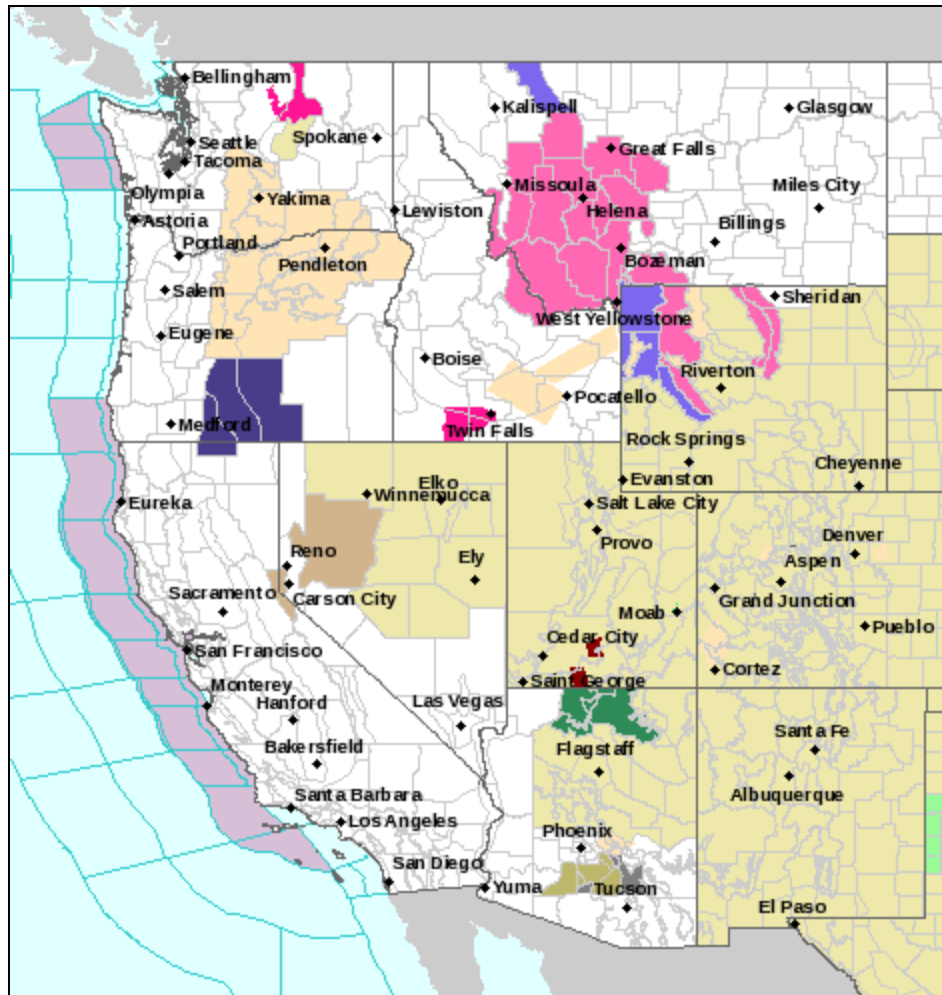 Bellingham
Kalispell
Glasgow
Seattle
Spokane
Great Falls
Tacoma
Olympia
Missoula
Miles City
Yakima
Lewiston
Helena
Astoria
Billings
Portland
Pendleton
Bozeman
Salem
Sheridan
West Yellowstone
Eugene
Boise
Riverton
Pocatello
Medford
Twin Falls
Rock Springs
Cheyenne
Elko
Evanston
Winnemucca
Eureka
Salt Lake City
Denver
Provo
Reno
Ely
Aspen
Sacramento
Carson City
Grand Junction
Moab
Pueblo
Cedar City
San Francisco
Cortez
Saint George
Monterey
Hanford
Las Vegas
Santa Fe
Bakersfield
Flagstaff
Albuquerque
Santa Barbara
Los Angeles
Phoenix
San Diego
Yuma
Tucson
El Paso